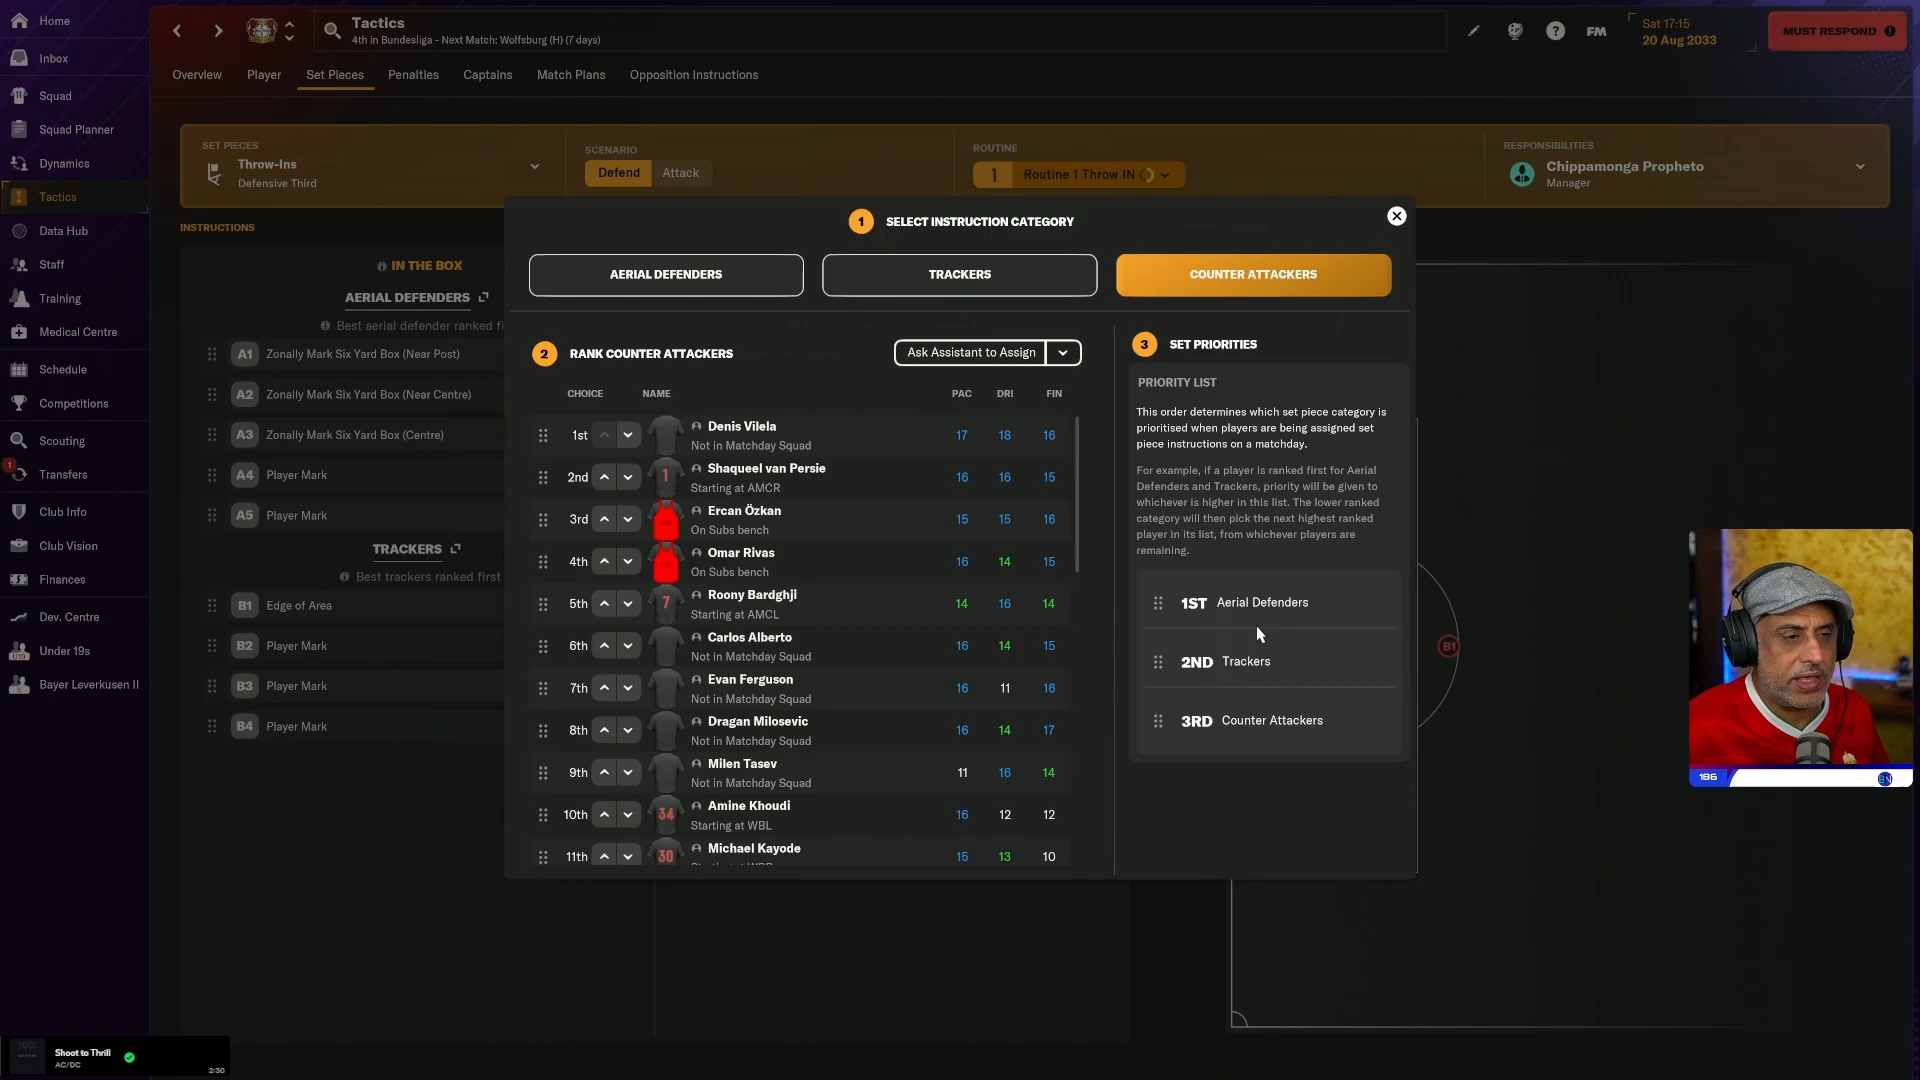 Home
Inbox
Squad
Squad Planner
Dynamics
Tactics
Data Hub
Staff
Training
Medical Centre
Schedule
Competitions
Scouting
1
Transfers
Club Info
Club Vision
Finances
Dev. Centre
Under 19s
Bayer Leverkusen II
Tactics
4th in Bundesliga - Next Match: Wolfsburg (H) (7 days)
FM
Sat 17:15
20 Aug 2033
MUST RESPOND
Overview
Player
Set Pieces
Penalties
Captains
Match Plans
Opposition Instructions
SET PIECES
Throw-Ins
Defensive Third
SCENARIO
Defend
Attack
ROUTINE
1
Routine 1 Throw IN
RESPONSIBILITIES
Chippamonga Propheto
Manager
INSTRUCTIONS
IN THE BOX
AERIAL DEFENDERS
Best aerial defender ranked fi
A1 Zonally Mark Six Yard Box (Near Post)
A2 Zonally Mark Six Yard Box (Near Centre)
A3 Zonally Mark Six Yard Box (Centre)
A4 Player Mark
A5 Player Mark
TRACKERS
Best trackers ranked first
B1 Edge of Area
B2 Player Mark
B3 Player Mark
B4 Player Mark
1 SELECT INSTRUCTION CATEGORY
AERIAL DEFENDERS
TRACKERS
COUNTER ATTACKERS
2 RANK COUNTER ATTACKERS
Ask Assistant to Assign
CHOICE NAME PAC DRI FIN
1st Denis Vilela 17 18 16
Not in Matchday Squad
2nd 1 Shaqueel van Persie 16 16 15
Starting at AMCR
3rd Ercan Özkan 15 15 16
On Subs bench
4th Omar Rivas 16 14 15
On Subs bench
5th 7 Roony Bardghji 14 16 14
Starting at AMCL
6th Carlos Alberto 16 14 15
Not in Matchday Squad
7th Evan Ferguson 16 11 16
Not in Matchday Squad
8th Dragan Milosevic 16 14 17
Not in Matchday Squad
9th Milen Tasev 11 16 14
Not in Matchday Squad
10th 34 Amine Khoudi 16 12 12
Starting at WBL
11th 30 Michael Kayode 15 13 10
3 SET PRIORITIES
PRIORITY LIST
This order determines which set piece category is
prioritised when players are being assigned set
piece instructions on a matchday.
For example, if a player is ranked first for Aerial
Defenders and Trackers, priority will be given to
whichever is higher in this list. The lower ranked
category will then pick the next highest ranked
player in its list, from whichever players are
remaining.
1ST Aerial Defenders
2ND Trackers
3RD Counter Attackers
B1
186
Shoot to Thrill
AC/DC
2:30